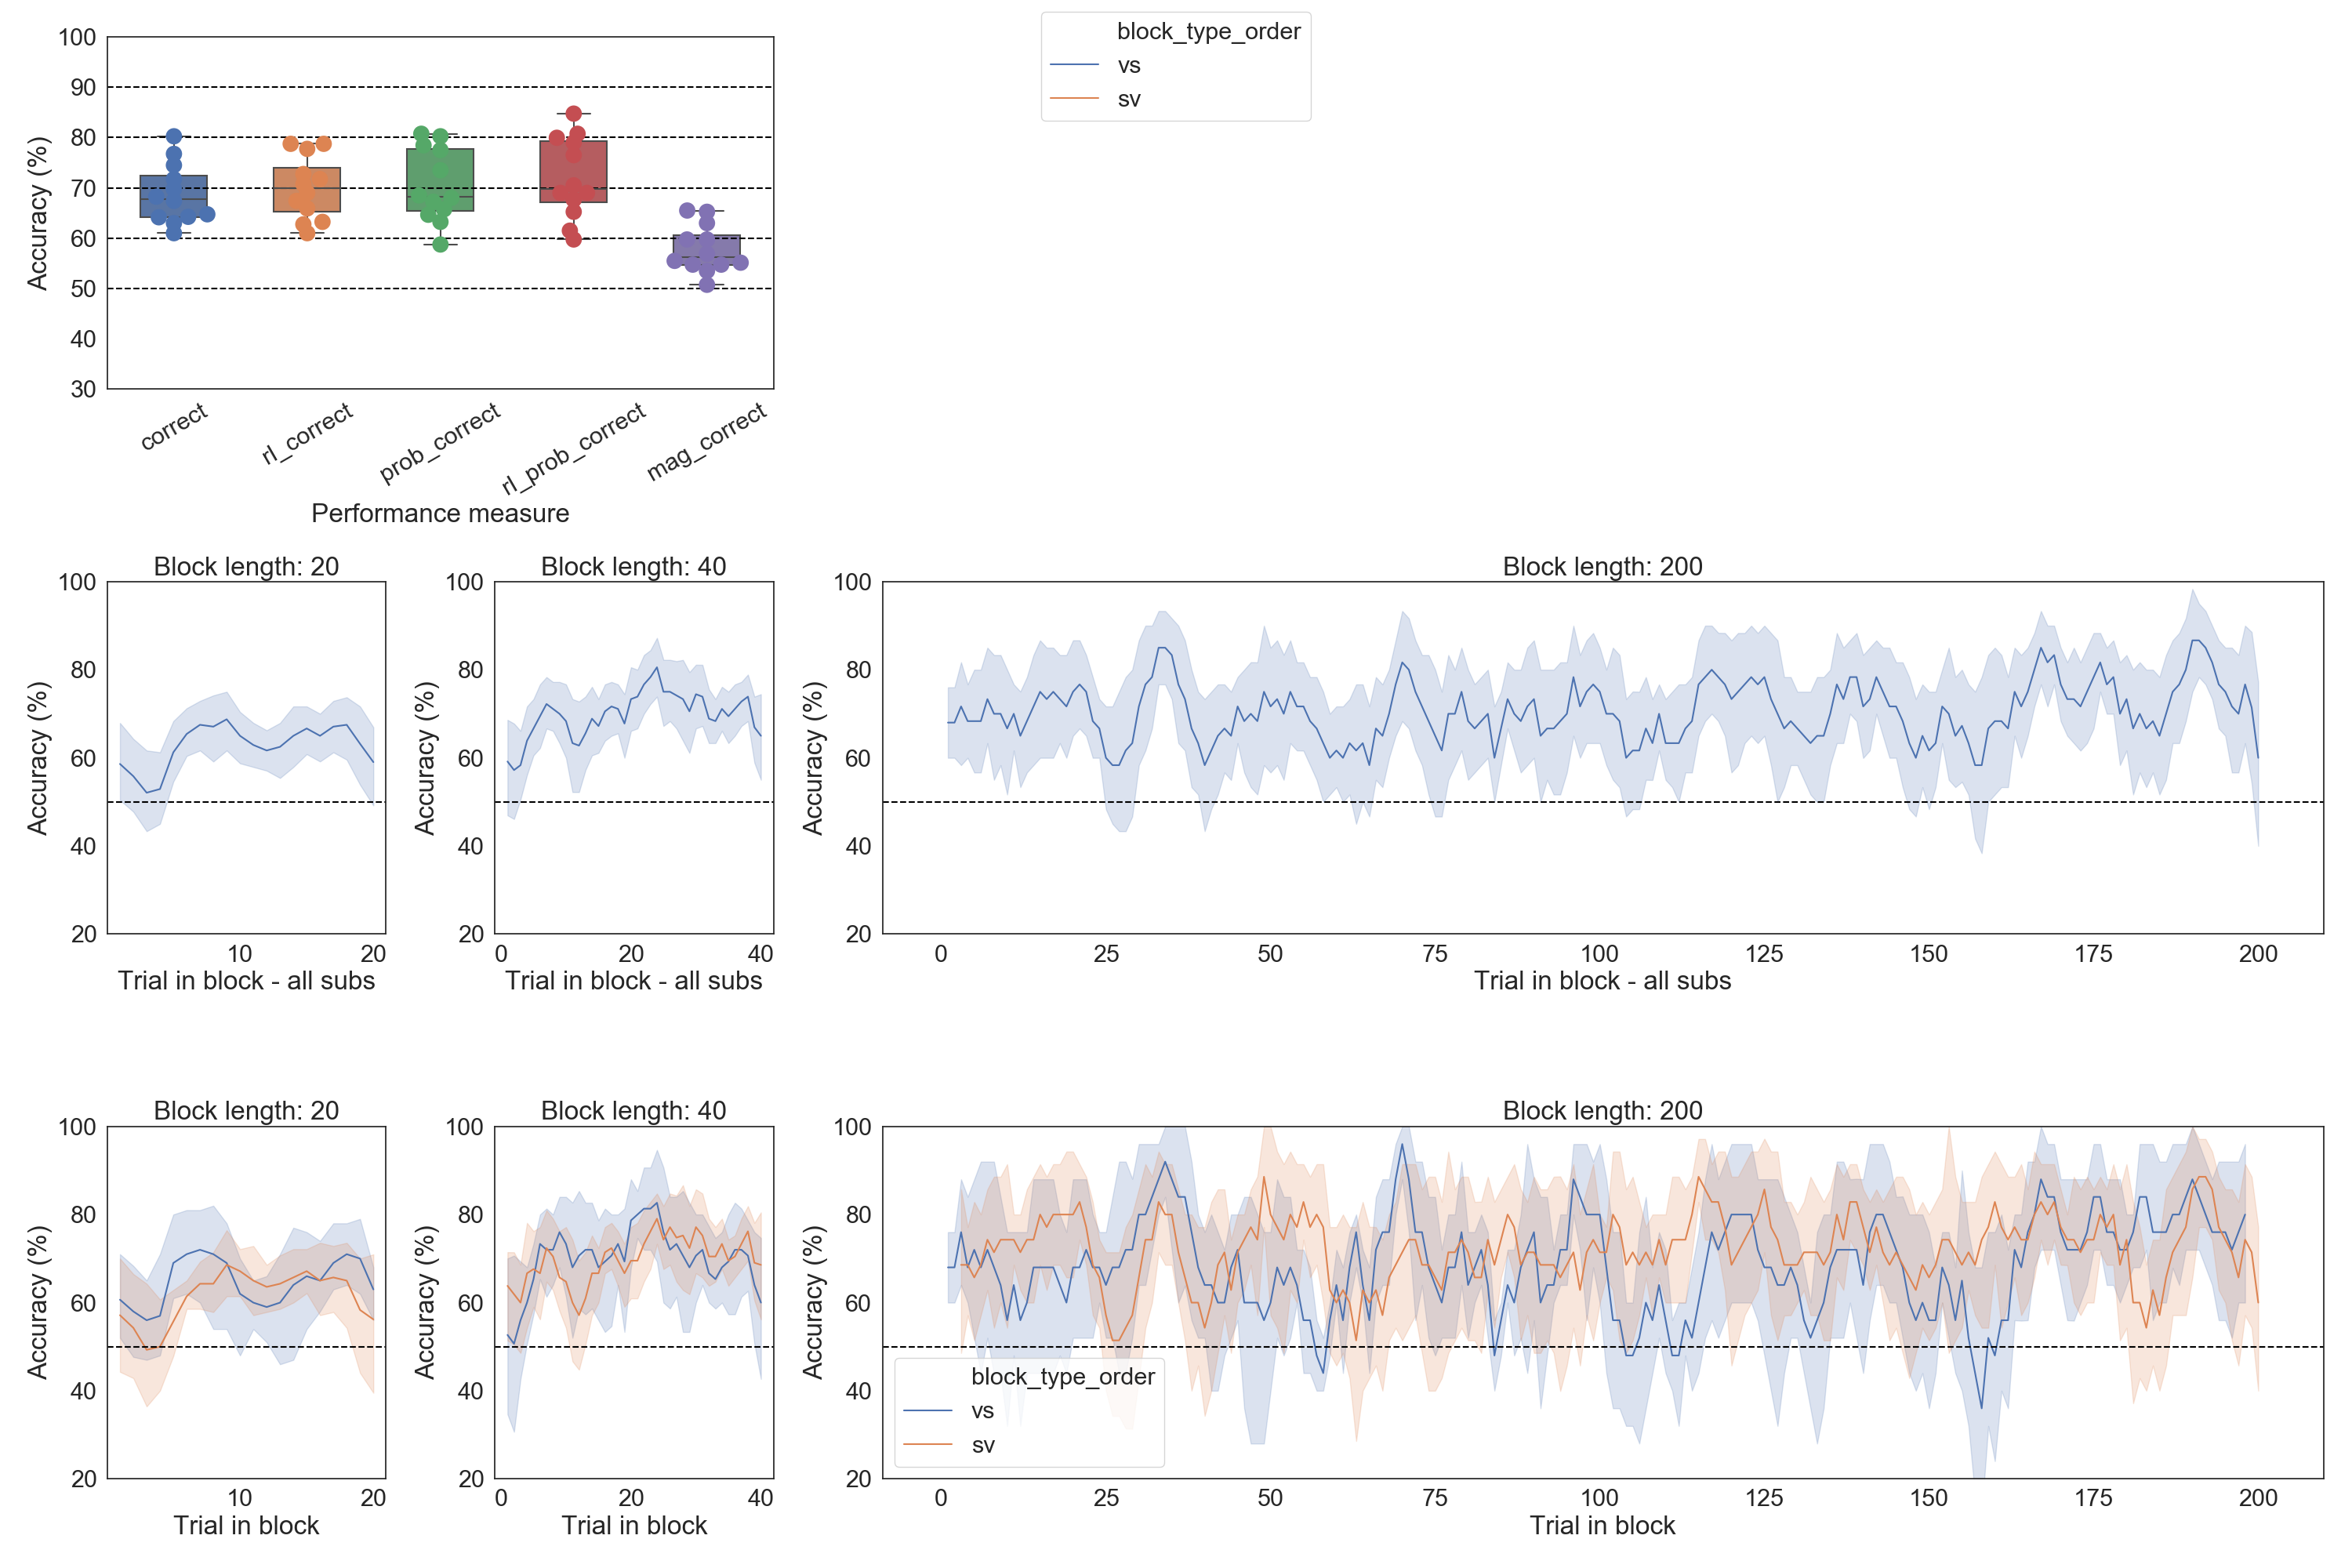 block_type_order
vs
sv
100
90
80
70
60
50
40
30
Accuracy (%)
correct
rl_correct
prob_correct
rl_prob_correct
mag_correct
Performance measure
Block length: 20
100
80
60
40
20
Accuracy (%)
10 20
Trial in block - all subs
Block length: 40
100
80
60
40
20
Accuracy (%)
0 20 40
Trial in block - all subs
Block length: 200
100
80
60
40
20
Accuracy (%)
0 25 50 75 100 125 150 175 200
Trial in block - all subs
Block length: 20
100
80
60
40
20
Accuracy (%)
10 20
Trial in block
Block length: 40
100
80
60
40
20
Accuracy (%)
0 20 40
Trial in block
Block length: 200
100
80
60
40
20
Accuracy (%)
block_type_order
vs
sv
0 25 50 75 100 125 150 175 200
Trial in block